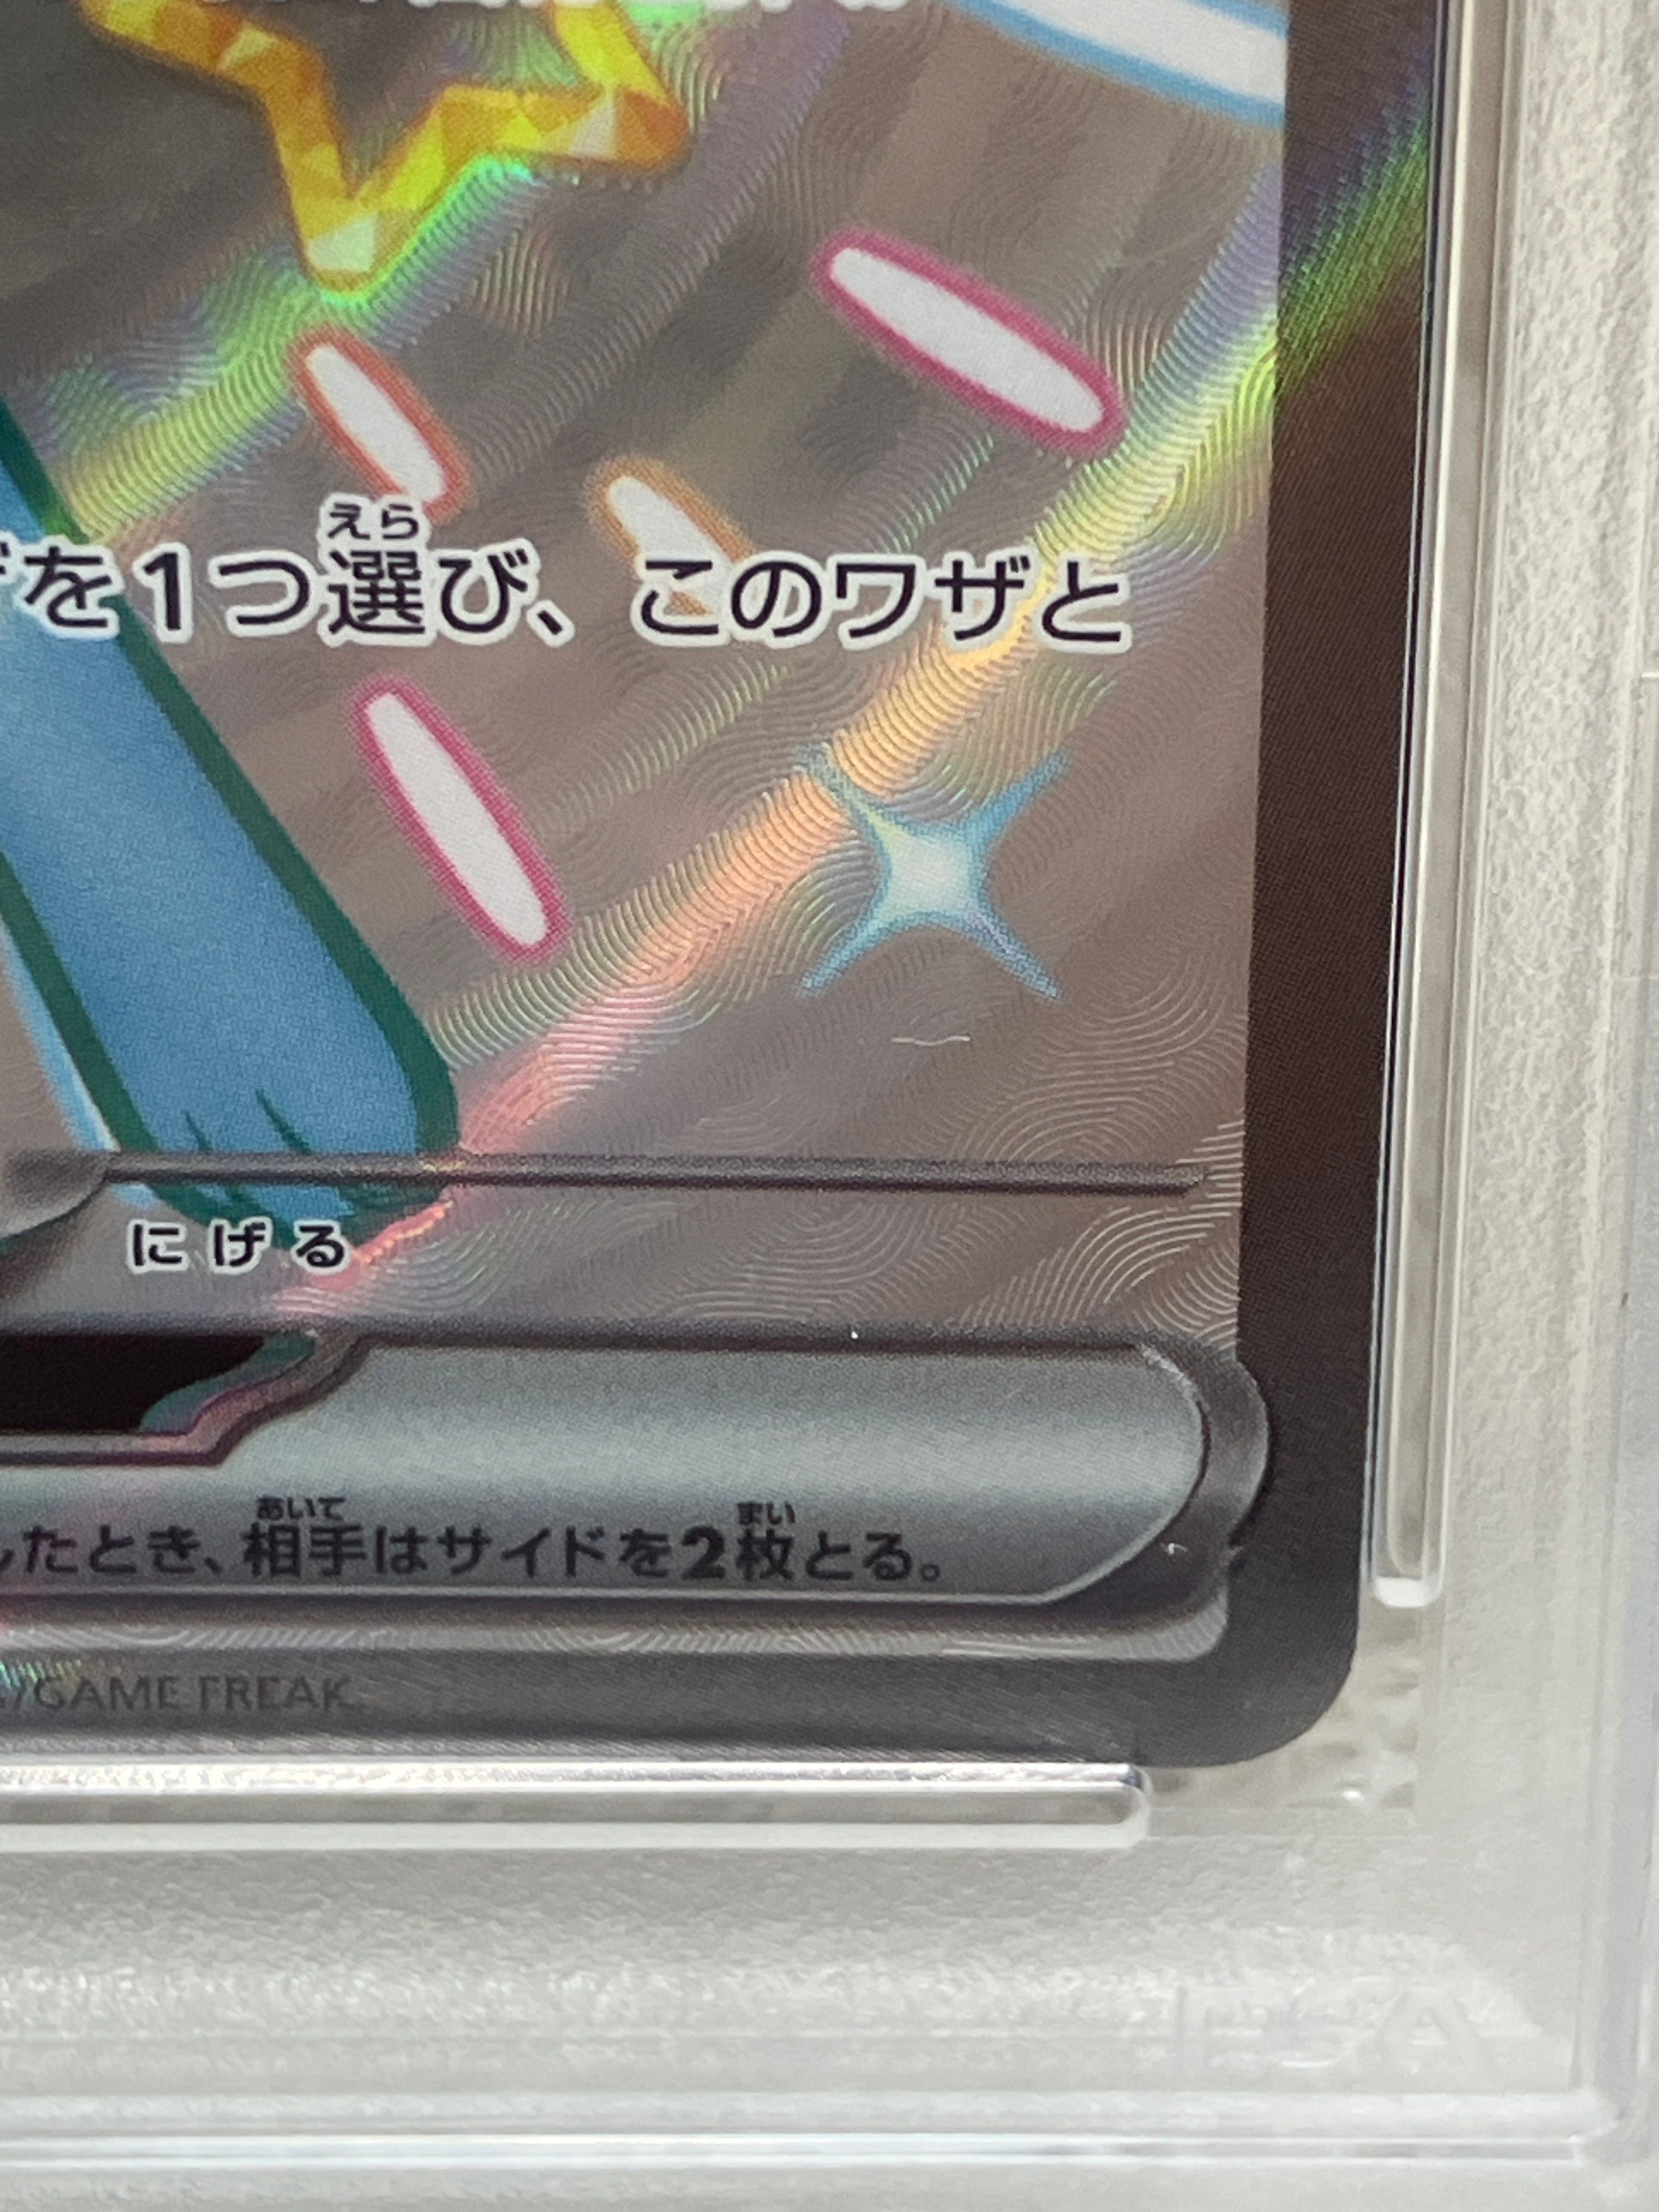 を1つ選び、このワザと
えら
にげる
したとき、相手はサイドを2枚とる。
あいて まい
/GAME FREAK.
PSA